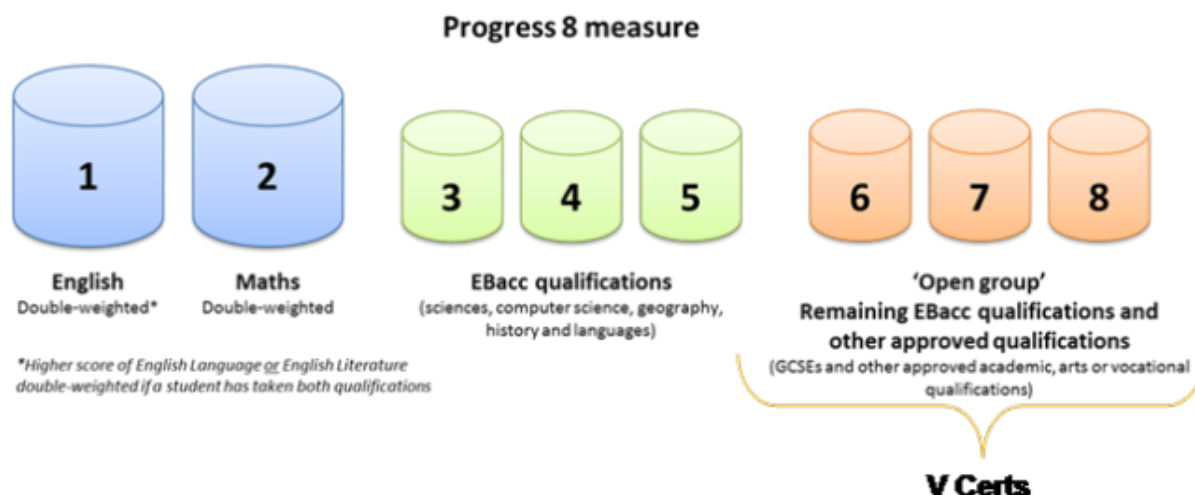 Progress 8 measure
1
2
3
4
5
6
7
8
English
Double-weighted*
Maths
Double-weighted
EBacc qualifications
(sciences, computer science, geography,
history and languages)
'Open group'
Remaining EBacc qualifications and
other approved qualifications
(GCSEs and other approved academic, arts or vocational
qualifications)
*Higher score of English Language or English Literature
double-weighted if a student has taken both qualifications
V Certs